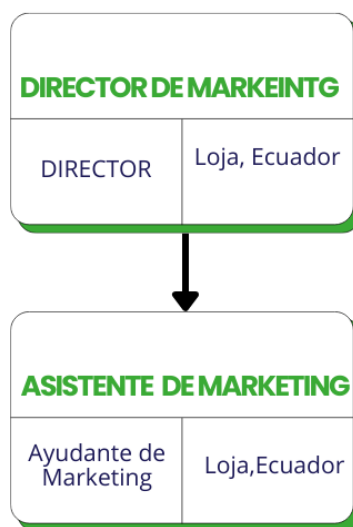 DIRECTOR DE MARKEINTG
DIRECTOR
Loja, Ecuador
ASISTENTE DE MARKETING
Ayudante de
Marketing
Loja,Ecuador